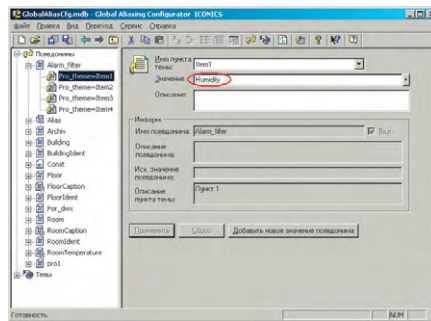 GlobalAliasCfg.mdb - Global Aliasing Configurator ICONICS
Файл Правка Вид Переход Сервис Справка
Псевдонимы
Alarm_filter
Pro_theme=Item1
Pro_theme=Item2
Pro_theme=Item3
Pro_theme=Item4
Alias
Archiv
Building
BuildingIdent
Const
Floor
FloorCaption
FloorIdent
For_dwx
Room
RoomCaption
RoomIdent
RoomTemperature
pro1
Темы
Имя пункта темы: Item1
Значение Humidity
Описание
Информ.
Имя псевдонима: Alarm_filter Вкл.
Описание псевдонима:
Исх. значение псевдонима:
Описание пункта темы: Пункт 1
Применить Сброс Добавить новое значение псевдонима
Готовность NUM